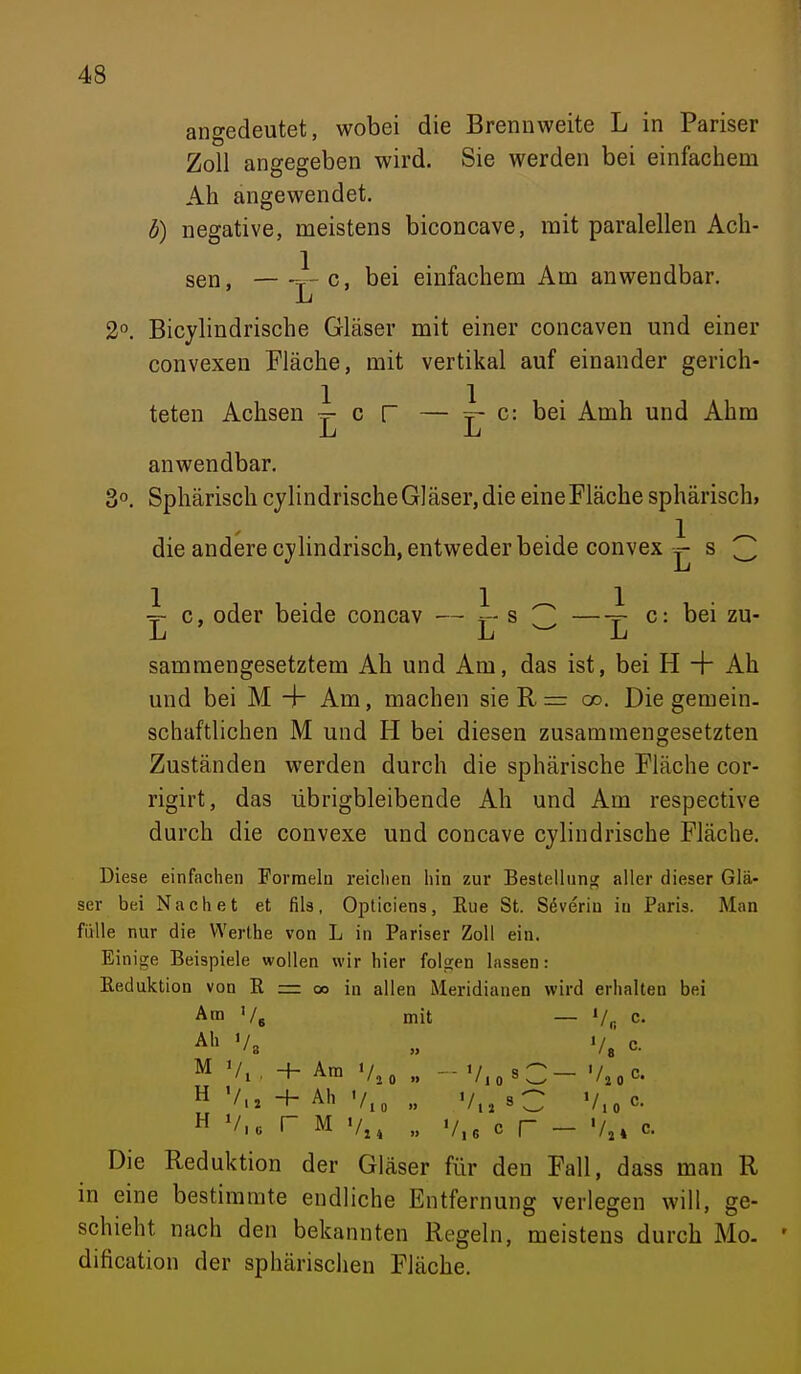 48
angedeutet, wobei die Brennweite L in Pariser
Zoll angegeben wird. Sie werden bei einfachem
Ah angewendet.
b) negative, meistens biconcave, mit paralellen Ach-
sen, — 1/L c, bei einfachem Am anwendbar.
2º. Bicylindrische Gläser mit einer concaven und einer
convexen Fläche, mit vertikal auf einander gerich-
teten Achsen 1/L c Γ — 1/L c: bei Amh und Ahm
anwendbar.
3º. Sphärisch cylindrische Gläser, die eine Fläche sphärisch,
die andere cylindrisch, entweder beide convex 1/L s ⁐
1/L c, oder beide concav — 1/L s ⁐ — 1/L c: bei zu-
sammengesetztem Ah und Am, das ist, bei H + Ah
und bei M + Am, machen sie R = ∞. Die gemein-
schaftlichen M und H bei diesen zusammengesetzten
Zuständen werden durch die sphärische Fläche cor-
rigirt, das übrigbleibende Ah und Am respective
durch die convexe und concave cylindrische Fläche.
Diese einfachen Formeln reichen hin zur Bestellung aller dieser Glä-
ser bei Nachet et fils, Opticiens, Rue St. Séverin in Paris. Man
fülle nur die Werthe von L in Pariser Zoll ein.
Einige Beispiele wollen wir hier folgen lassen:
Reduktion von R = ∞ in allen Meridianen wird erhalten bei
Am 1/6 mit — 1/6 c.
Ah 1/8 „ 1/8 c.
M 1/10 + Am 1/20 „ — 1/10 s ⁐ — 1/20 c.
H 1/12 + Ah 1/10 „ 1/12 s ⁐ 1/10 c.
H 1/16 Γ M 1/24 „ 1/16 c Γ — 1/24 c.
Die Reduktion der Gläser für den Fall, dass man R
in eine bestimmte endliche Entfernung verlegen will, ge-
schieht nach den bekannten Regeln, meistens durch Mo-
dification der sphärischen Fläche.